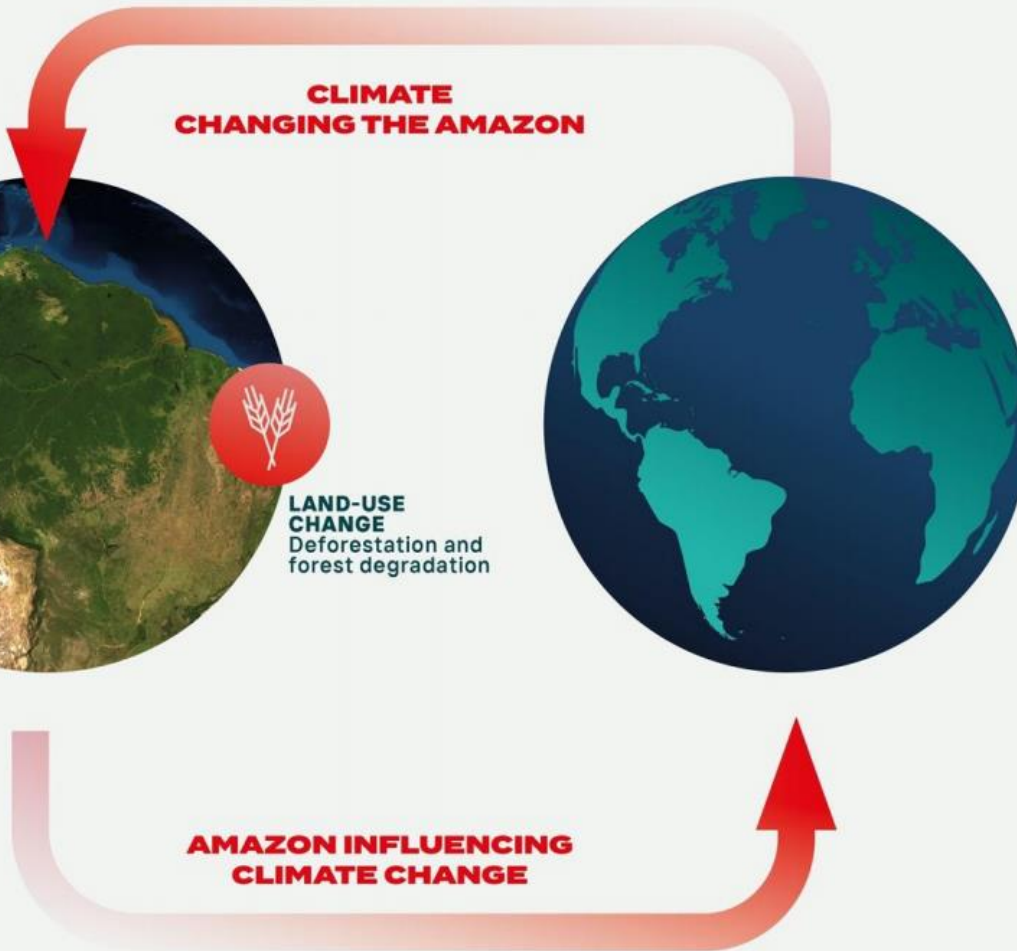 CLIMATE
CHANGING THE AMAZON
LAND-USE
CHANGE
Deforestation and
forest degradation
AMAZON INFLUENCING
CLIMATE CHANGE